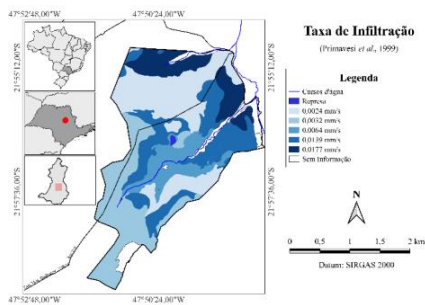 47°52'48,00"W
47°50'24,00"W
Taxa de Infiltração
(Primavesi et al., 1999)
21°55'12,00"S
21°55'12,00"S
Legenda
Cursos d'água
Represa
0,0024 mm/s
0,0032 mm/s
0,0064 mm/s
0,0139 mm/s
0,0177 mm/s
Sem Informação
21°57'36,00"S
21°57'36,00"S
N
0 0,5 1 1,5 2 km
Datum: SIRGAS 2000
47°52'48,00"W
47°50'24,00"W